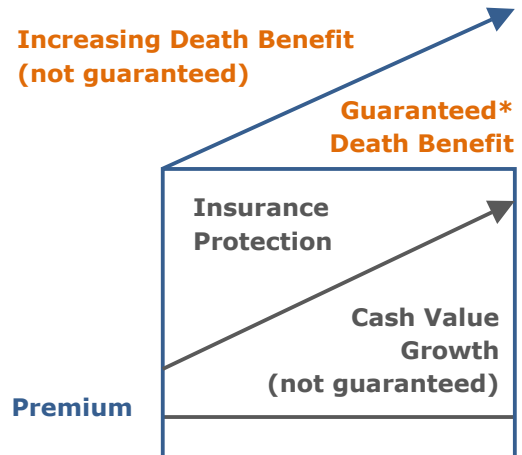 Increasing Death Benefit
(not guaranteed)
Guaranteed*
Death Benefit
Insurance
Protection
Cash Value
Growth
(not guaranteed)
Premium